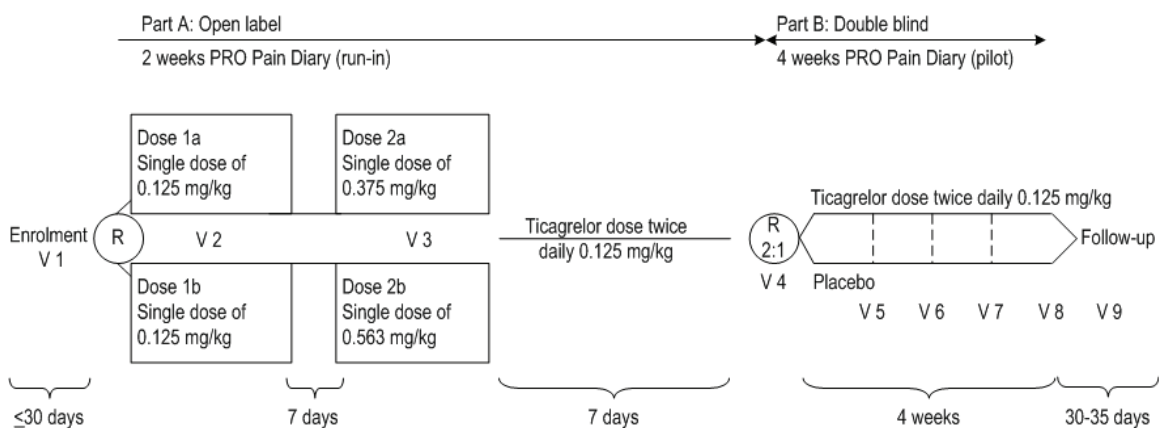 Part A: Open label
2 weeks PRO Pain Diary (run-in)
Part B: Double blind
4 weeks PRO Pain Diary (pilot)
Dose 1a
Single dose of
0.125 mg/kg
Dose 2a
Single dose of
0.375 mg/kg
Enrolment
V 1
R
V 2
V 3
Dose 1b
Single dose of
0.125 mg/kg
Dose 2b
Single dose of
0.563 mg/kg
Ticagrelor dose twice
daily 0.125 mg/kg
R
2:1
V 4
Ticagrelor dose twice daily 0.125 mg/kg
Placebo
Follow-up
V 5
V 6
V 7
V 8
V 9
≤30 days
7 days
7 days
4 weeks
30-35 days